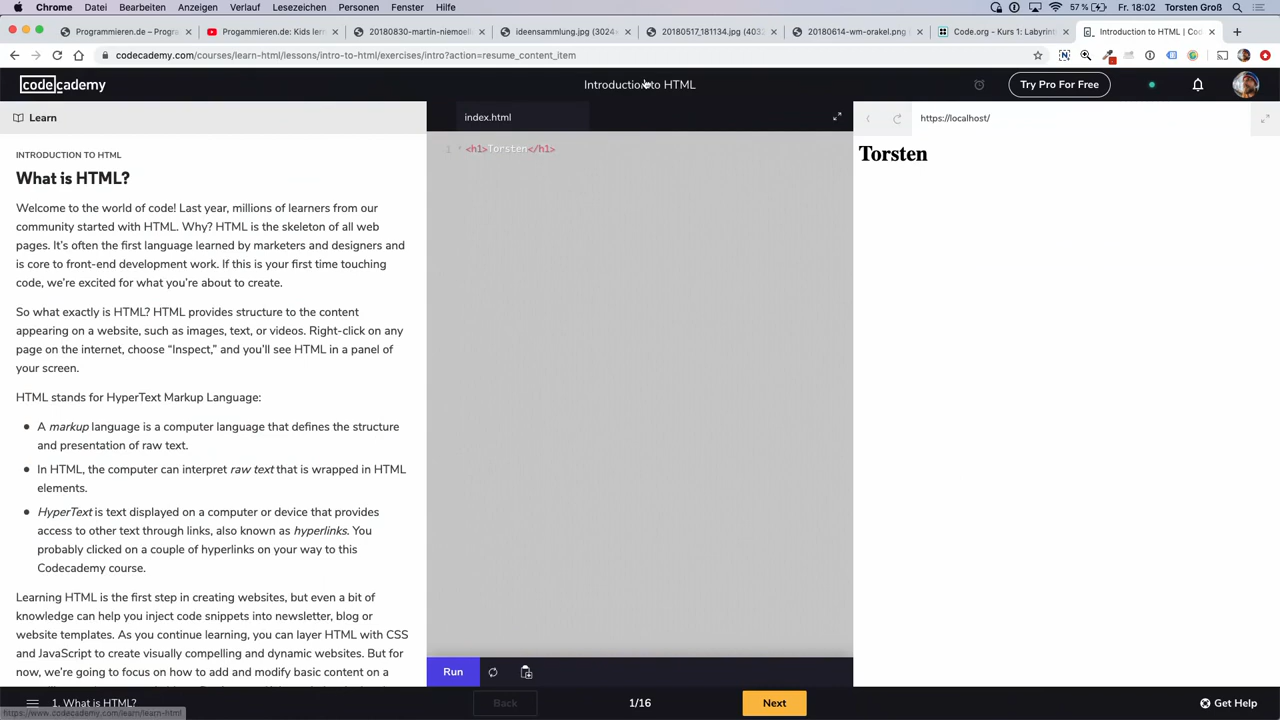 Chrome Datei Bearbeiten Anzeigen Verlauf Lesezeichen Personen Fenster Hilfe 57 % Fr. 18:02 Torsten Groß
Programmieren.de – Progra Progammieren.de: Kids ler 20180830-martin-niemoell ideensammlung.jpg (3024 20180517_181134.jpg (403 20180614-wm-orakel.png Code.org - Kurs 1: Labyrint Introduction to HTML | Cod
codecademy.com/courses/learn-html/lessons/intro-to-html/exercises/intro?action=resume_content_item
codecademy Introduction to HTML Try Pro For Free
Learn index.html https://localhost/
INTRODUCTION TO HTML
What is HTML?
Welcome to the world of code! Last year, millions of learners from our
community started with HTML. Why? HTML is the skeleton of all web
pages. It’s often the first language learned by marketers and designers and
is core to front-end development work. If this is your first time touching
code, we’re excited for what you’re about to create.
So what exactly is HTML? HTML provides structure to the content
appearing on a website, such as images, text, or videos. Right-click on any
page on the internet, choose “Inspect,” and you’ll see HTML in a panel of
your screen.
HTML stands for HyperText Markup Language:
A markup language is a computer language that defines the structure
and presentation of raw text.
In HTML, the computer can interpret raw text that is wrapped in HTML
elements.
HyperText is text displayed on a computer or device that provides
access to other text through links, also known as hyperlinks. You
probably clicked on a couple of hyperlinks on your way to this
Codecademy course.
Learning HTML is the first step in creating websites, but even a bit of
knowledge can help you inject code snippets into newsletter, blog or
website templates. As you continue learning, you can layer HTML with CSS
and JavaScript to create visually compelling and dynamic websites. But for
now, we’re going to focus on how to add and modify basic content on a
1 <h1>Torsten</h1>
Torsten
Run
1. What is HTML? Back 1/16 Next Get Help
https://www.codecademy.com/learn/learn-html